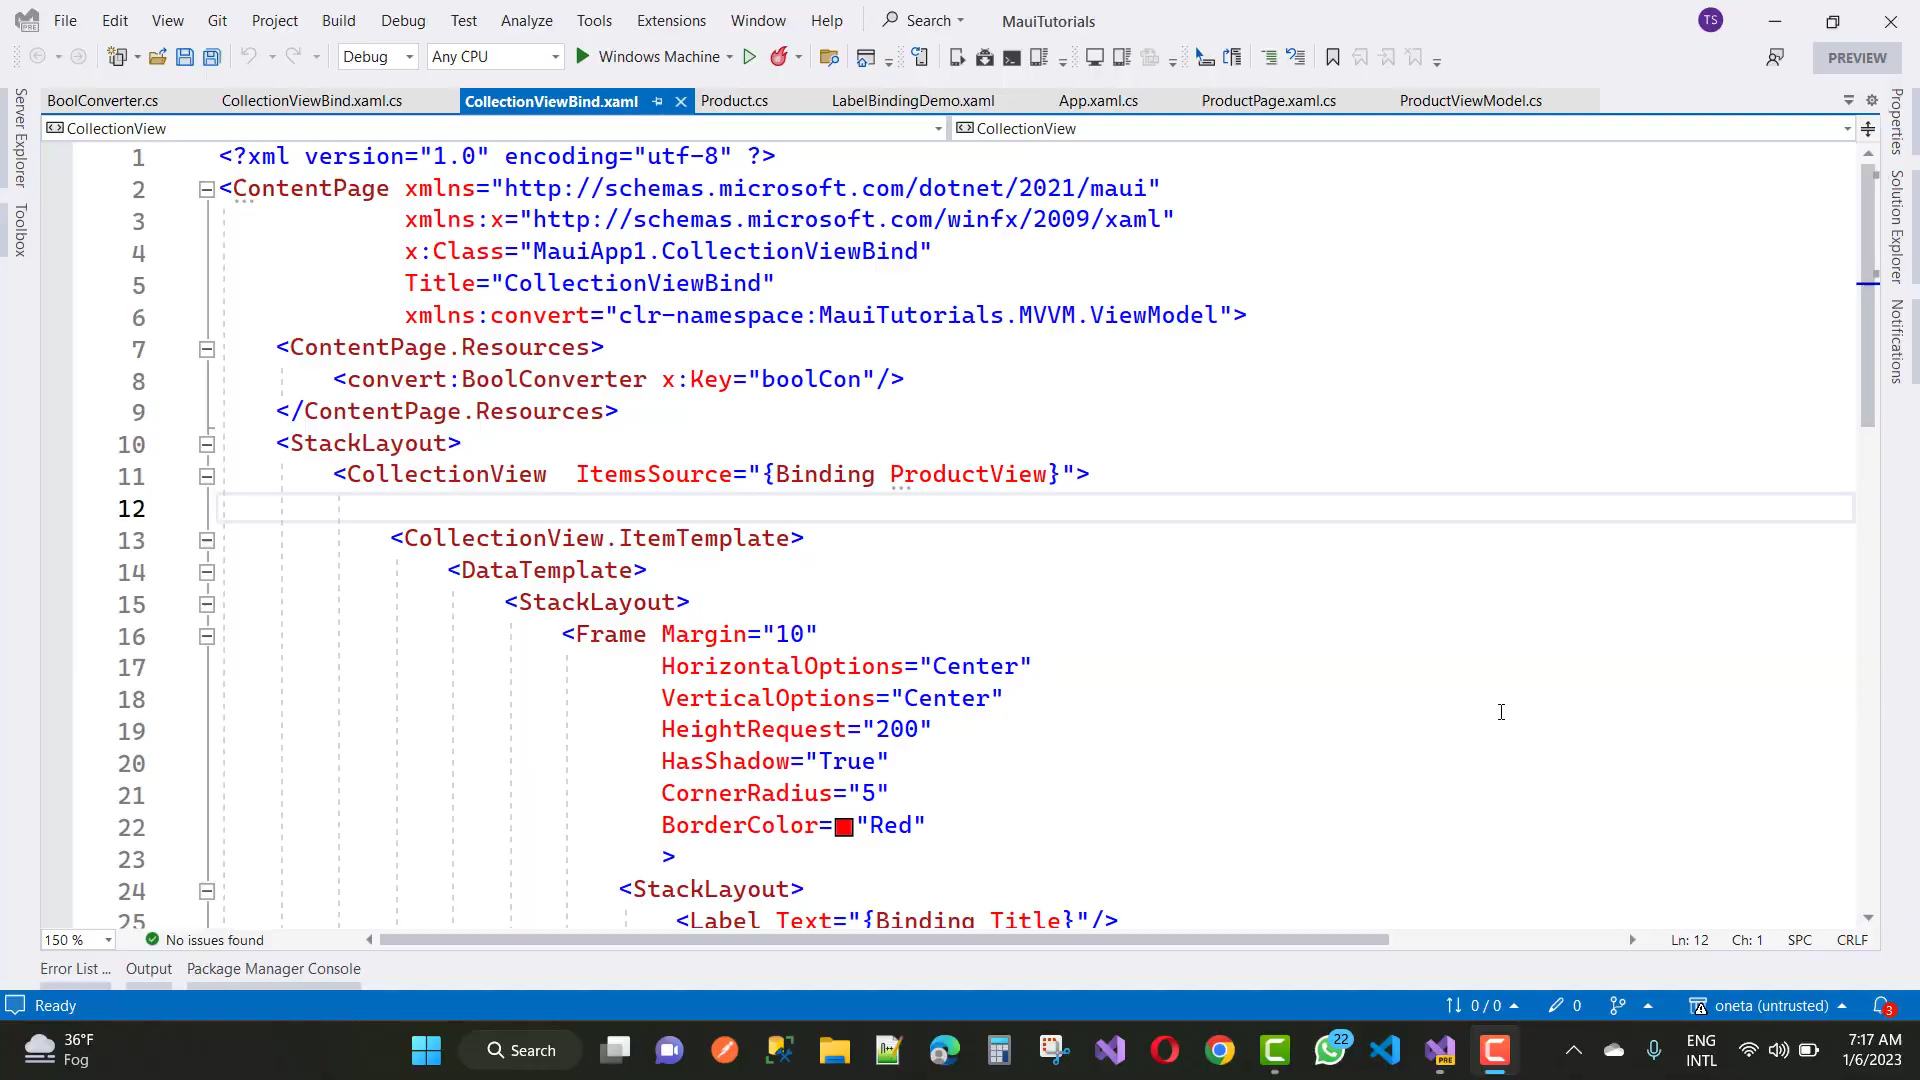 File Edit View Git Project Build Debug Test Analyze Tools Extensions Window Help Search MauiTutorials TS
Debug Any CPU Windows Machine PREVIEW
BoolConverter.cs CollectionViewBind.xaml.cs CollectionViewBind.xaml Product.cs LabelBindingDemo.xaml App.xaml.cs ProductPage.xaml.cs ProductViewModel.cs
CollectionView CollectionView
Server Explorer
Toolbox
Properties
Solution Explorer
Notifications
1 <?xml version="1.0" encoding="utf-8" ?>
2 <ContentPage xmlns="http://schemas.microsoft.com/dotnet/2021/maui"
3 xmlns:x="http://schemas.microsoft.com/winfx/2009/xaml"
4 x:Class="MauiApp1.CollectionViewBind"
5 Title="CollectionViewBind"
6 xmlns:convert="clr-namespace:MauiTutorials.MVVM.ViewModel">
7 <ContentPage.Resources>
8 <convert:BoolConverter x:Key="boolCon"/>
9 </ContentPage.Resources>
10 <StackLayout>
11 <CollectionView  ItemsSource="{Binding ProductView}">
12
13 <CollectionView.ItemTemplate>
14 <DataTemplate>
15 <StackLayout>
16 <Frame Margin="10"
17 HorizontalOptions="Center"
18 VerticalOptions="Center"
19 HeightRequest="200"
20 HasShadow="True"
21 CornerRadius="5"
22 BorderColor="Red"
23 >
24 <StackLayout>
25 <Label Text="{Binding Title}"/>
150 % No issues found Ln: 12 Ch: 1 SPC CRLF
Error List ... Output Package Manager Console
Ready 0 / 0 0 oneta (untrusted) 3
36°F
Fog
Search
22
PRE
ENG
INTL
7:17 AM
1/6/2023